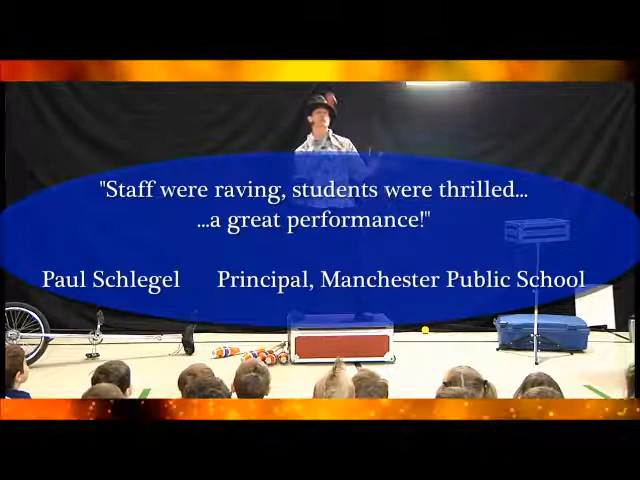 "Staff were raving, students were thrilled...
...a great performance!"
Paul Schlegel Principal, Manchester Public School